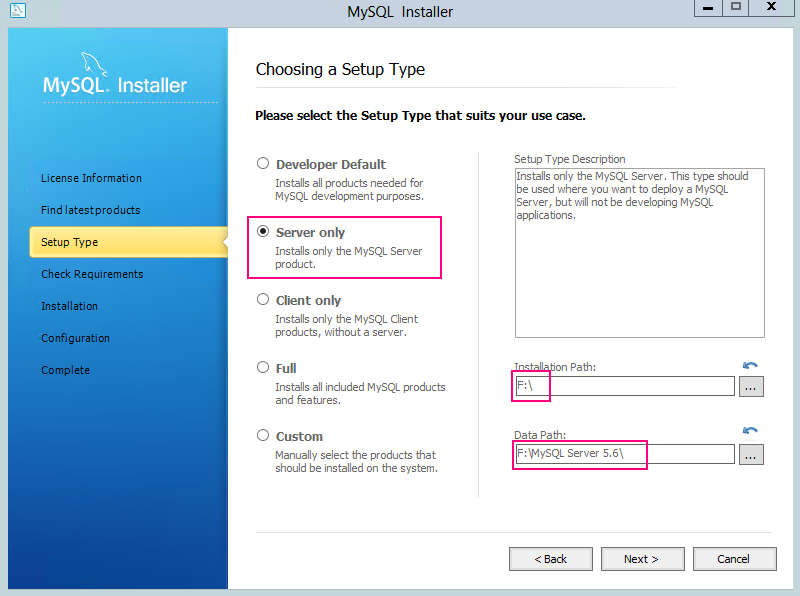 MySQL Installer
MySQL. Installer
License Information
Find latest products
Setup Type
Check Requirements
Installation
Configuration
Complete
Choosing a Setup Type
Please select the Setup Type that suits your use case.
Developer Default
Installs all products needed for
MySQL development purposes.
Server only
Installs only the MySQL Server
product.
Client only
Installs only the MySQL Client
products, without a server.
Full
Installs all included MySQL products
and features.
Custom
Manually select the products that
should be installed on the system.
Setup Type Description
Installs only the MySQL Server. This type should
be used where you want to deploy a MySQL
Server, but will not be developing MySQL
applications.
Installation Path:
F:\
...
Data Path:
F:\MySQL Server 5.6\
...
< Back
Next >
Cancel